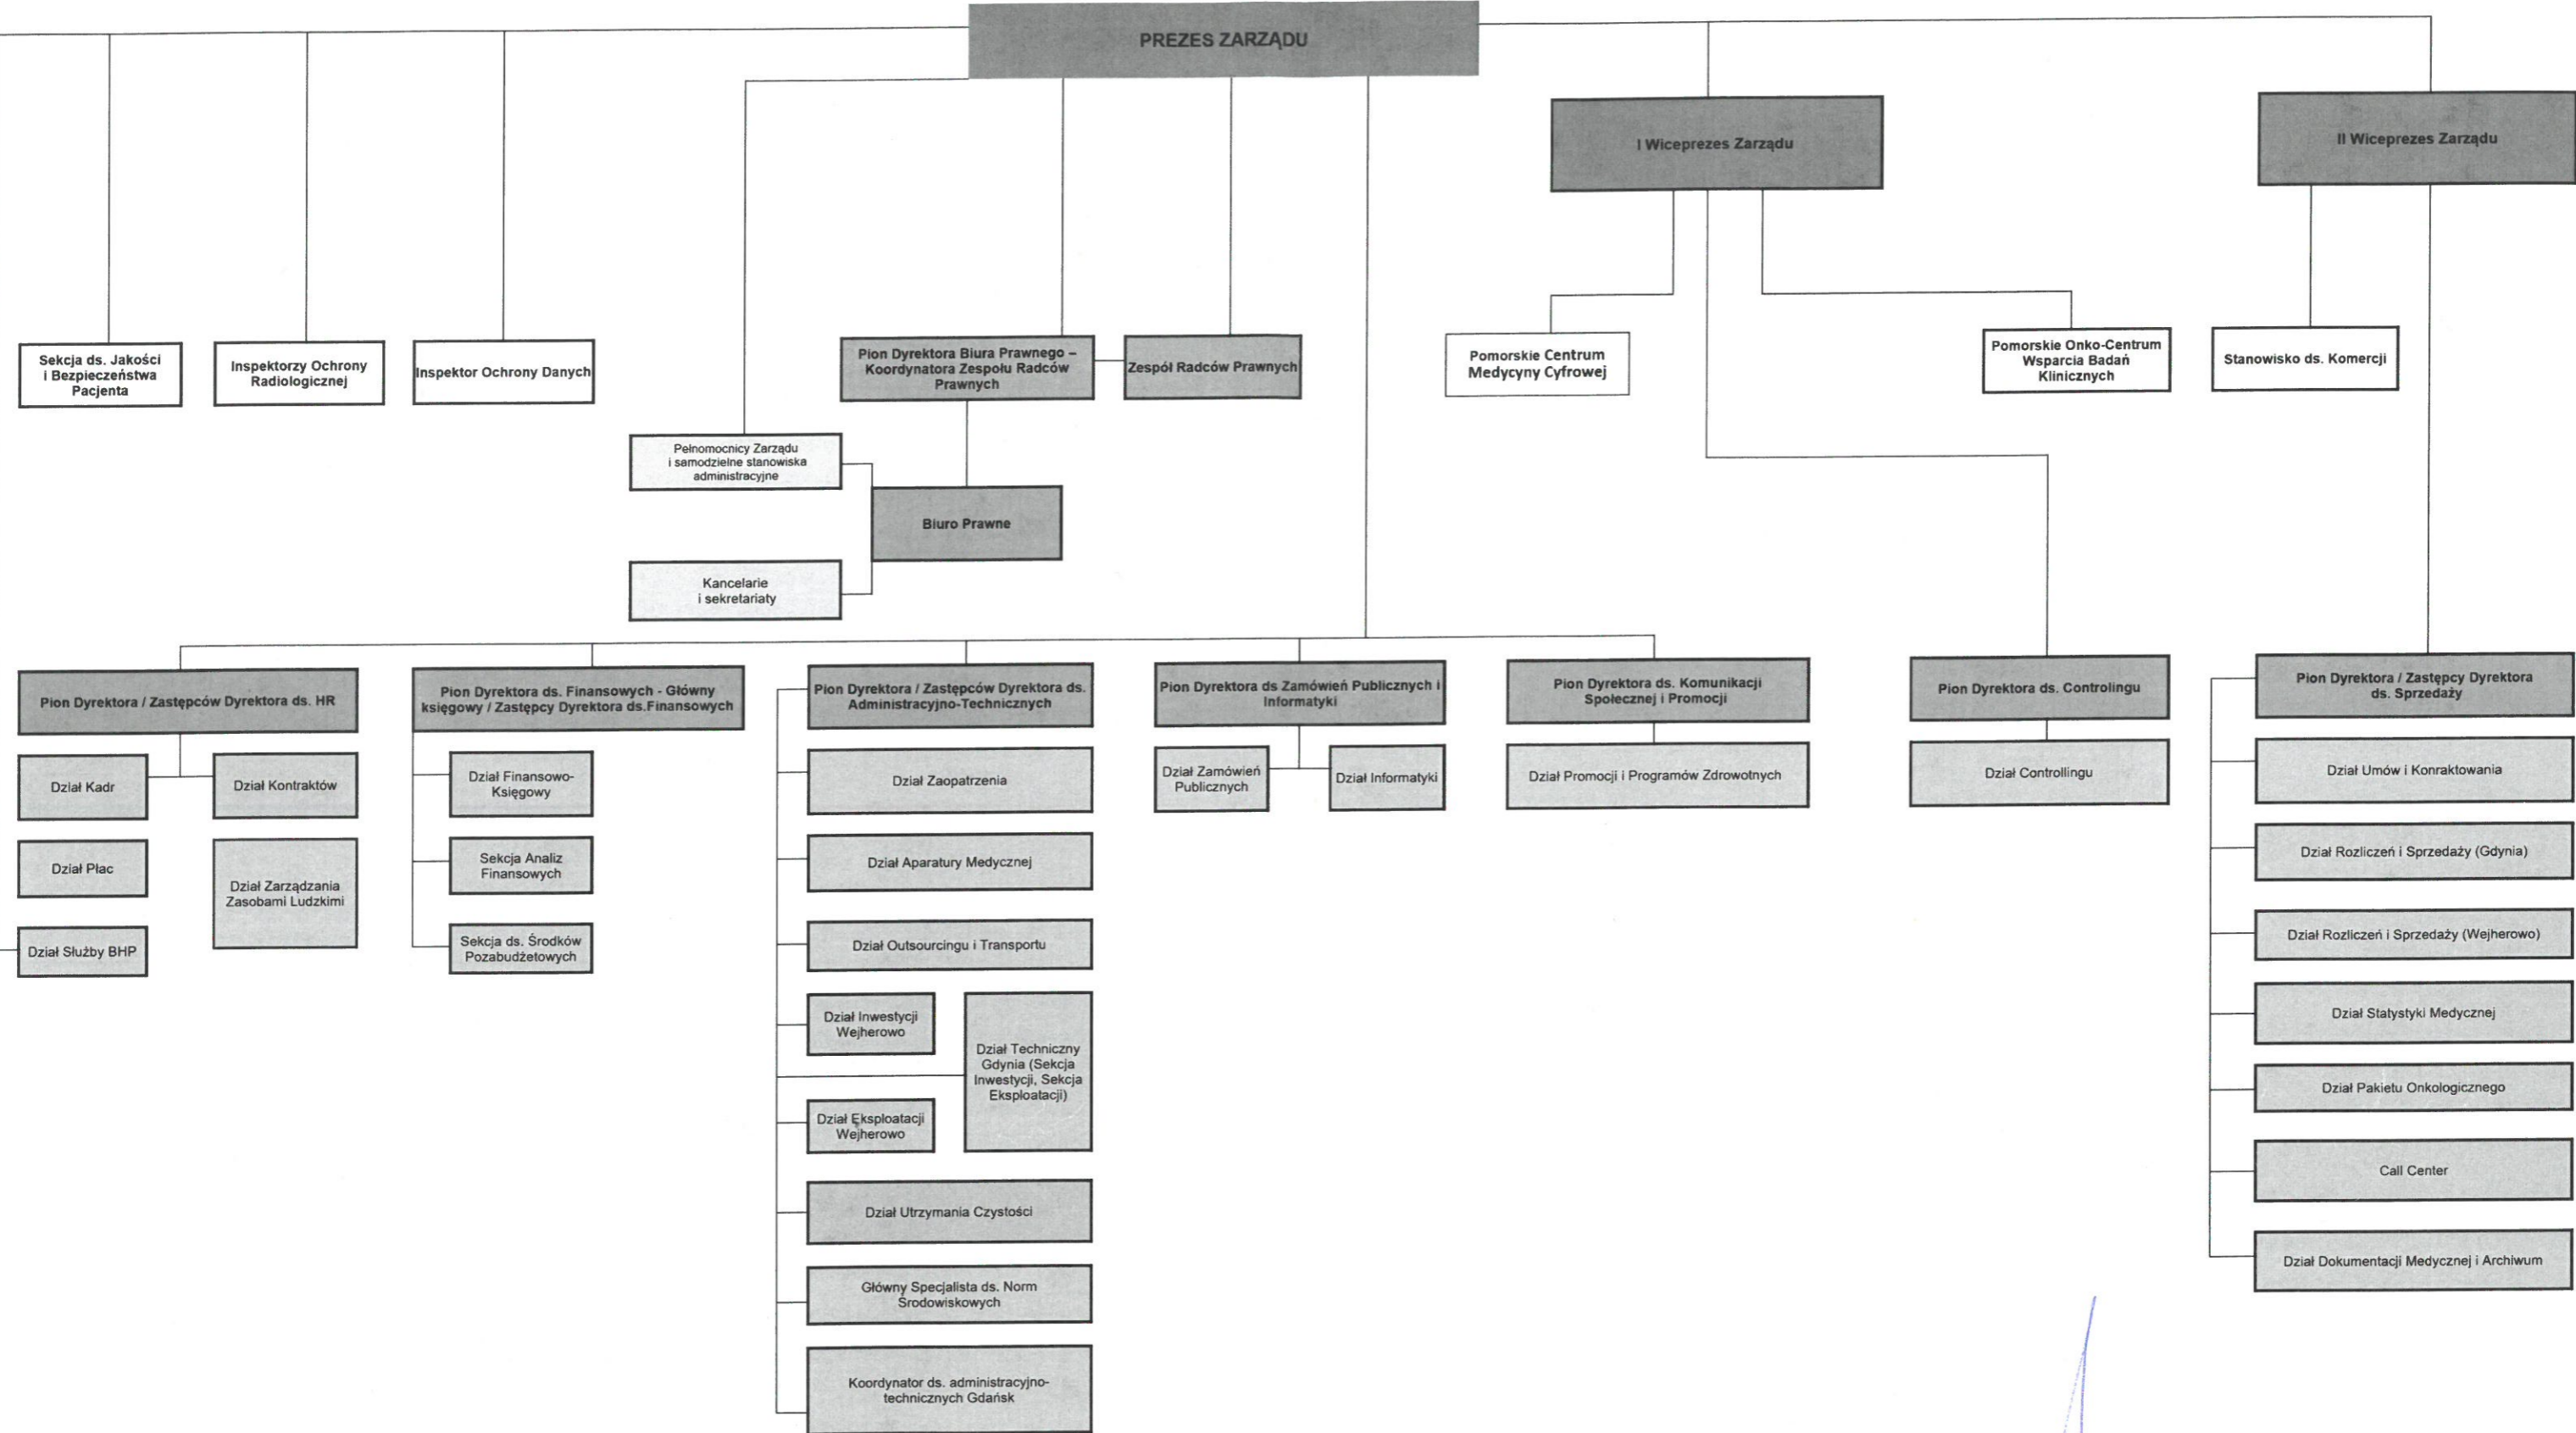 PREZES ZARZĄDU
I Wiceprezes Zarządu
II Wiceprezes Zarządu
Sekcja ds. Jakości
i Bezpieczeństwa
Pacjenta
Inspektorzy Ochrony
Radiologicznej
Inspektor Ochrony Danych
Pion Dyrektora Biura Prawnego –
Koordynatora Zespołu Radców
Prawnych
Zespół Radców Prawnych
Pomorskie Centrum
Medycyny Cyfrowej
Pomorskie Onko-Centrum
Wsparcia Badań
Klinicznych
Stanowisko ds. Komercji
Pełnomocnicy Zarządu
i samodzielne stanowiska
administracyjne
Biuro Prawne
Kancelarie
i sekretariaty
Pion Dyrektora / Zastępców Dyrektora ds. HR
Dział Kadr
Dział Kontraktów
Dział Płac
Dział Zarządzania
Zasobami Ludzkimi
Dział Służby BHP
Pion Dyrektora ds. Finansowych - Główny
księgowy / Zastępcy Dyrektora ds.Finansowych
Dział Finansowo-
Księgowy
Sekcja Analiz
Finansowych
Sekcja ds. Środków
Pozabudżetowych
Pion Dyrektora / Zastępców Dyrektora ds.
Administracyjno-Technicznych
Dział Zaopatrzenia
Dział Aparatury Medycznej
Dział Outsourcingu i Transportu
Dział Inwestycji
Wejherowo
Dział Techniczny
Gdynia (Sekcja
Inwestycji, Sekcja
Eksploatacji)
Dział Eksploatacji
Wejherowo
Dział Utrzymania Czystości
Główny Specjalista ds. Norm
Srodowiskowych
Koordynator ds. administracyjno-
technicznych Gdańsk
Pion Dyrektora ds Zamówień Publicznych i
Informatyki
Dział Zamówień
Publicznych
Dział Informatyki
Pion Dyrektora ds. Komunikacji
Społecznej i Promocji
Dział Promocji i Programów Zdrowotnych
Pion Dyrektora ds. Controlingu
Dział Controllingu
Pion Dyrektora / Zastępcy Dyrektora
ds. Sprzedaży
Dział Umów i Konraktowania
Dział Rozliczeń i Sprzedaży (Gdynia)
Dział Rozliczeń i Sprzedaży (Wejherowo)
Dział Statystyki Medycznej
Dział Pakietu Onkologicznego
Call Center
Dział Dokumentacji Medycznej i Archiwum